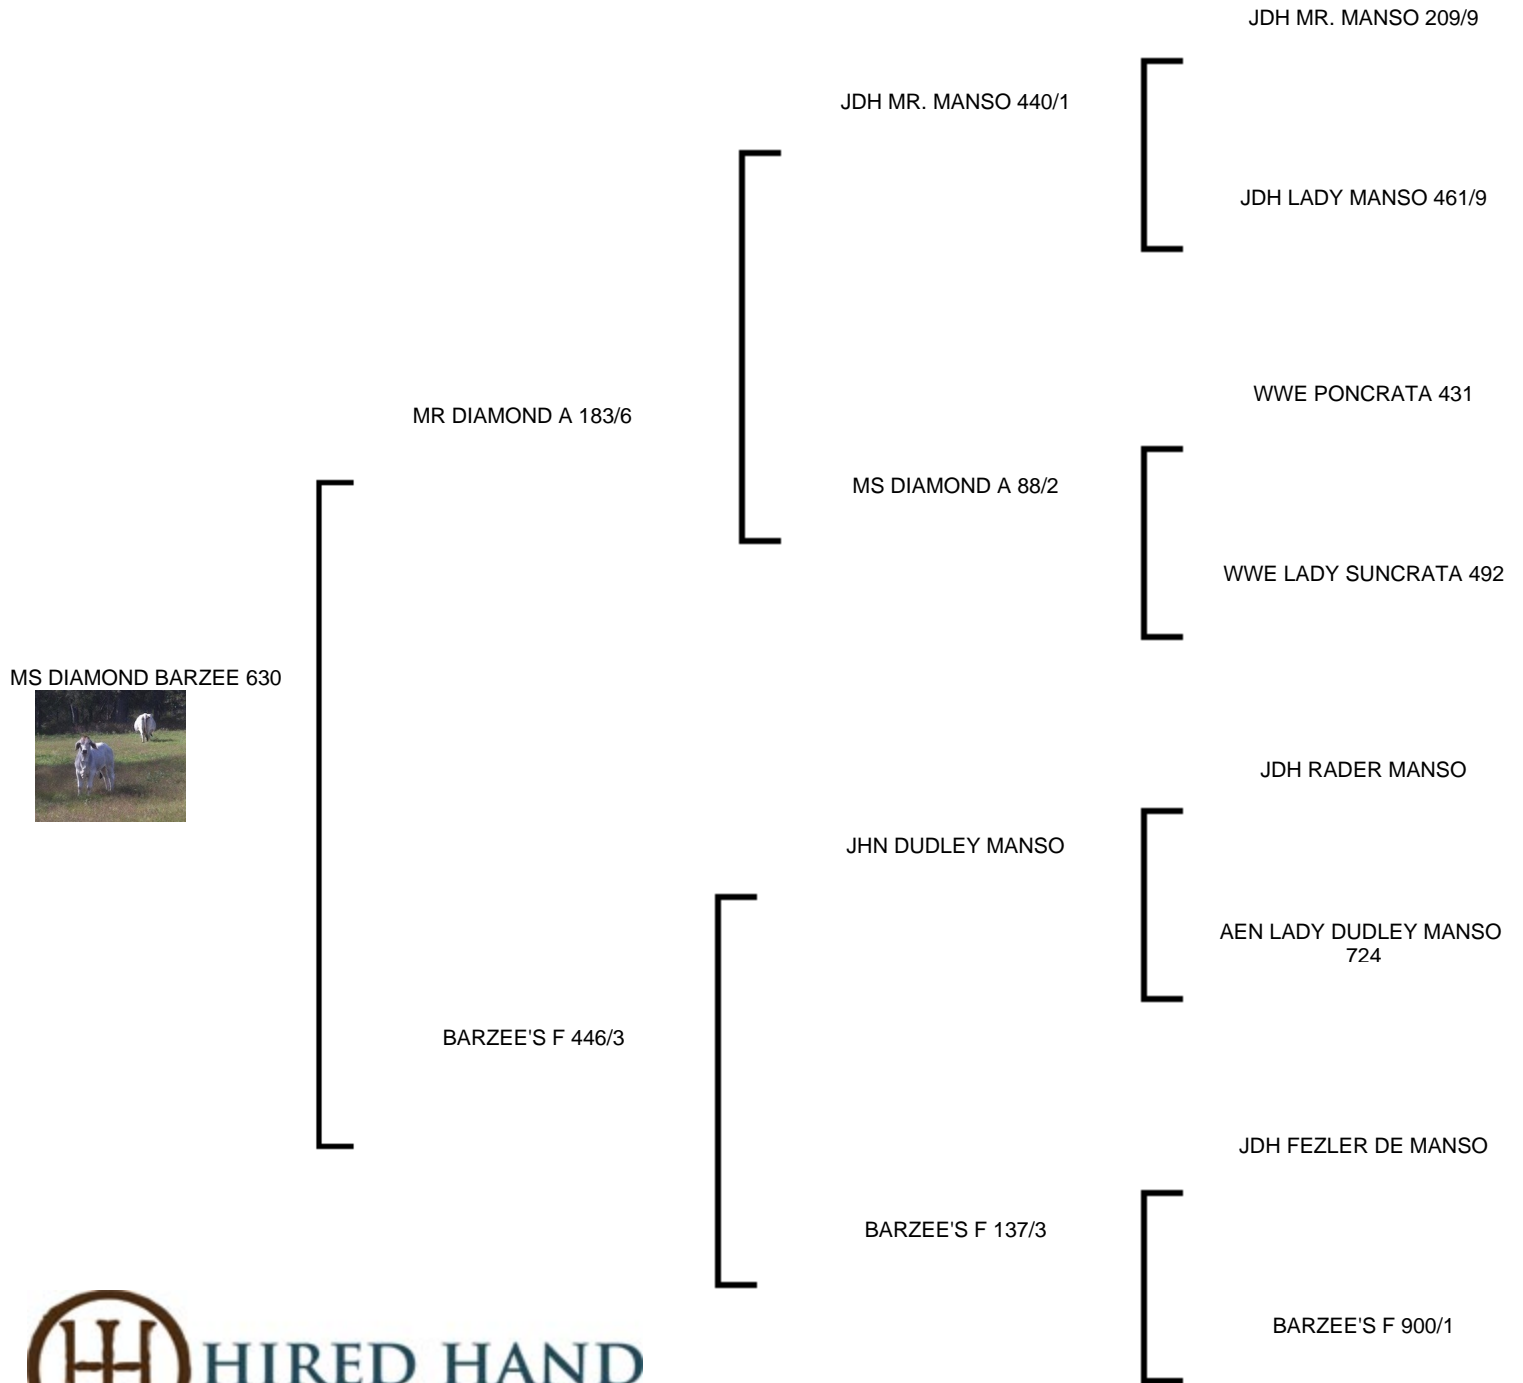 JDH MR. MANSO 209/9
JDH MR. MANSO 440/1
JDH LADY MANSO 461/9
WWE PONCRATA 431
MR DIAMOND A 183/6
MS DIAMOND A 88/2
WWE LADY SUNCRATA 492
MS DIAMOND BARZEE 630
JDH RADER MANSO
JHN DUDLEY MANSO
AEN LADY DUDLEY MANSO
724
BARZEE'S F 446/3
JDH FEZLER DE MANSO
BARZEE'S F 137/3
BARZEE'S F 900/1
HIRED HAND